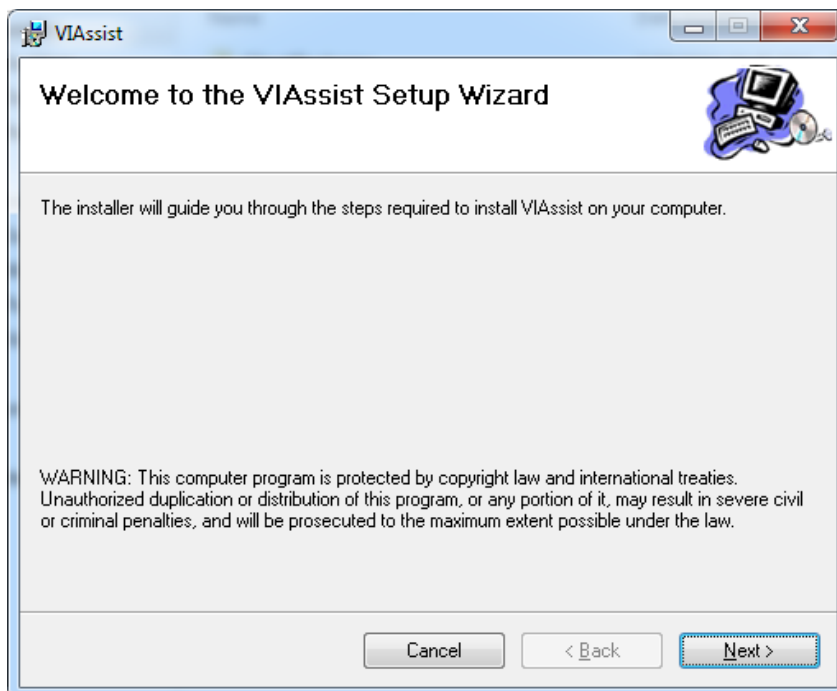 VIAssist
Welcome to the VIAssist Setup Wizard
The installer will guide you through the steps required to install VIAssist on your computer.
WARNING: This computer program is protected by copyright law and international treaties.
Unauthorized duplication or distribution of this program, or any portion of it, may result in severe civil
or criminal penalties, and will be prosecuted to the maximum extent possible under the law.
Cancel
< Back
Next >